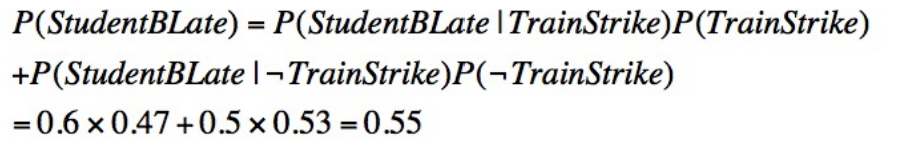 P(StudentBLate) = P(StudentBLate | TrainStrike)P(TrainStrike)
+P(StudentBLate | ¬ TrainStrike)P(¬ TrainStrike)
= 0.6 × 0.47 + 0.5 × 0.53 = 0.55